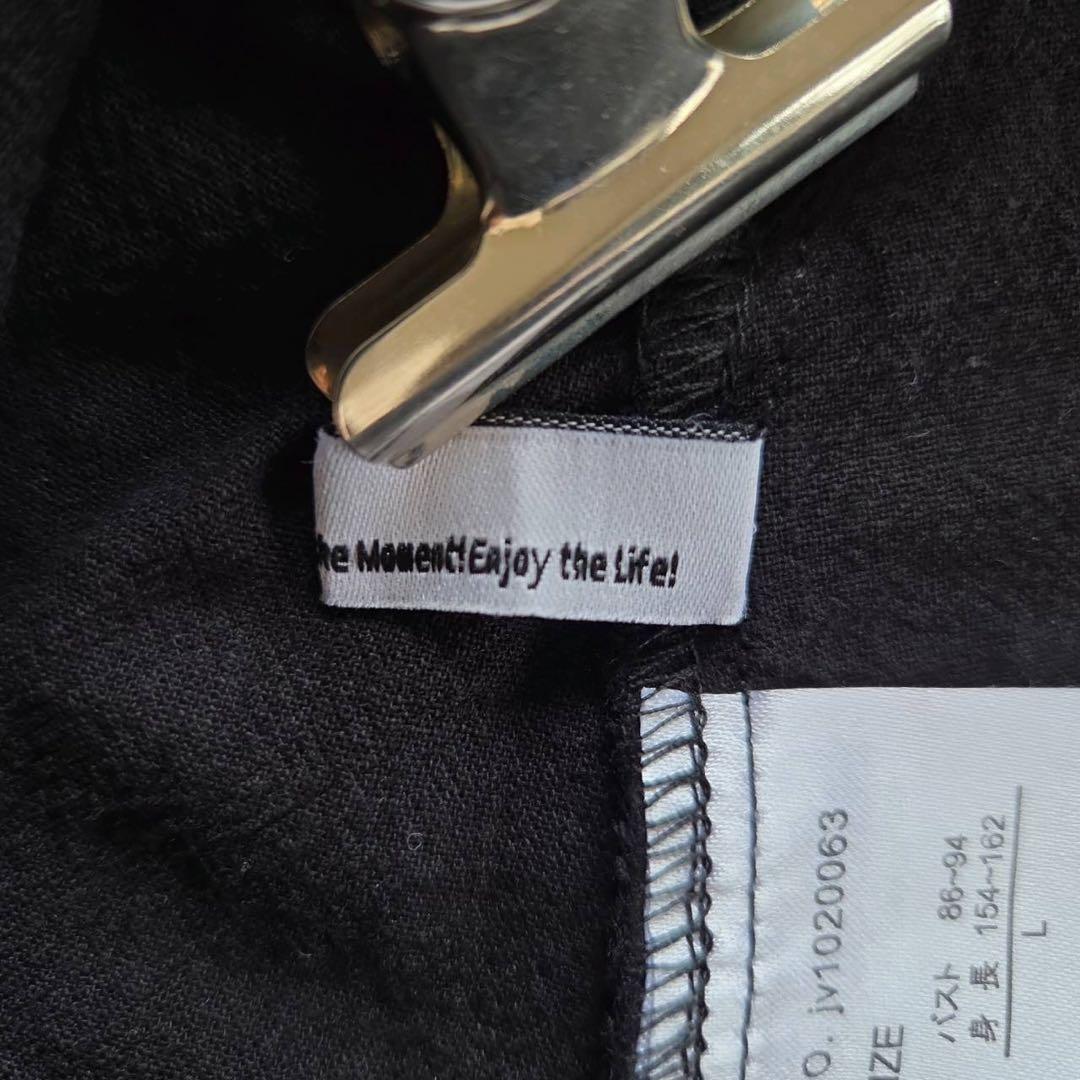 he Moment!Enjoy the Life!
O. jv1020063
IZE
バスト 86~94
身 長 154~162
L